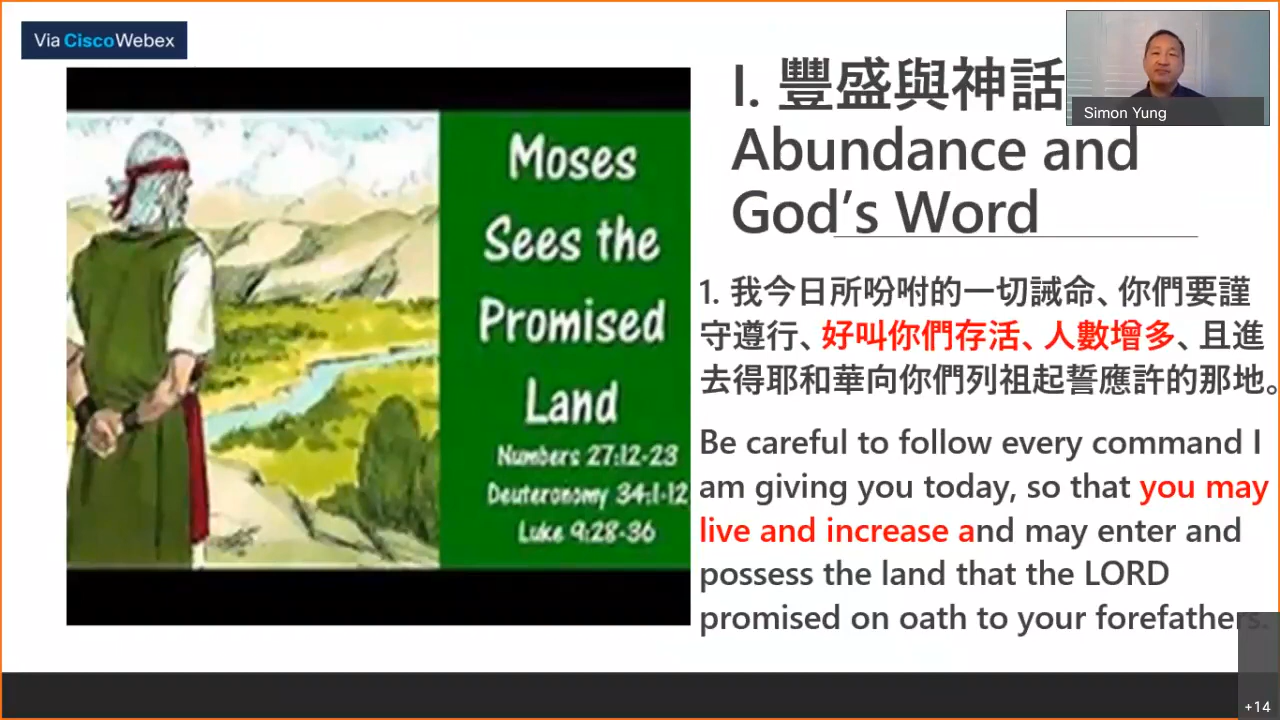 Via CiscoWebex
Moses
Sees the
Promised
Land
Numbers 27:12-23
Deuteronomy 34:1-12
Luke 9:28-36
I. 豐盛與神話
Abundance and
God's Word
Simon Yung
1. 我今日所吩咐的一切誡命、你們要謹
守遵行、好叫你們存活、人數增多、且進
去得耶和華向你們列祖起誓應許的那地。
Be careful to follow every command I
am giving you today, so that you may
live and increase and may enter and
possess the land that the LORD
promised on oath to your forefathers.
+14